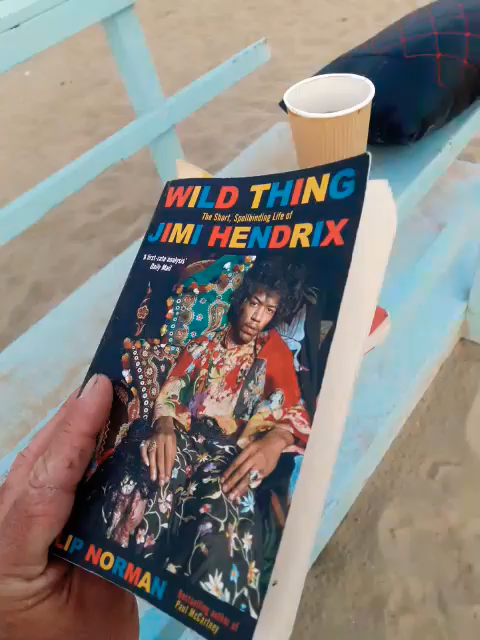 WILD THING
The Short, Spellbinding Life of
JIMI HENDRIX
'A first-rate analysis'
Daily Mail
LIP NORMAN
Bestselling author of
Paul McCartney